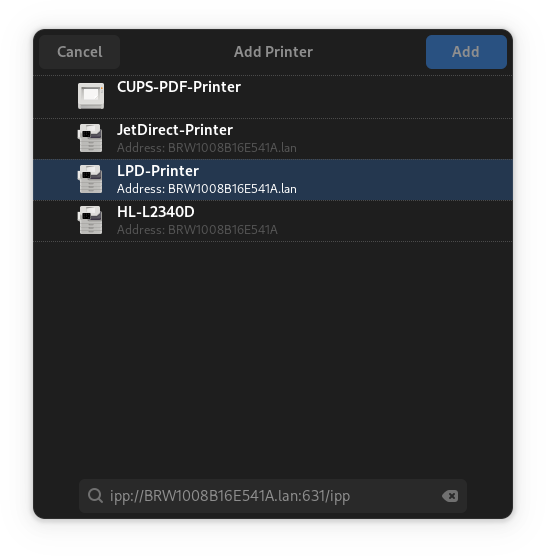 Cancel Add Printer Add
CUPS-PDF-Printer
JetDirect-Printer
Address: BRW1008B16E541A.lan
LPD-Printer
Address: BRW1008B16E541A.lan
HL-L2340D
Address: BRW1008B16E541A
ipp://BRW1008B16E541A.lan:631/ipp